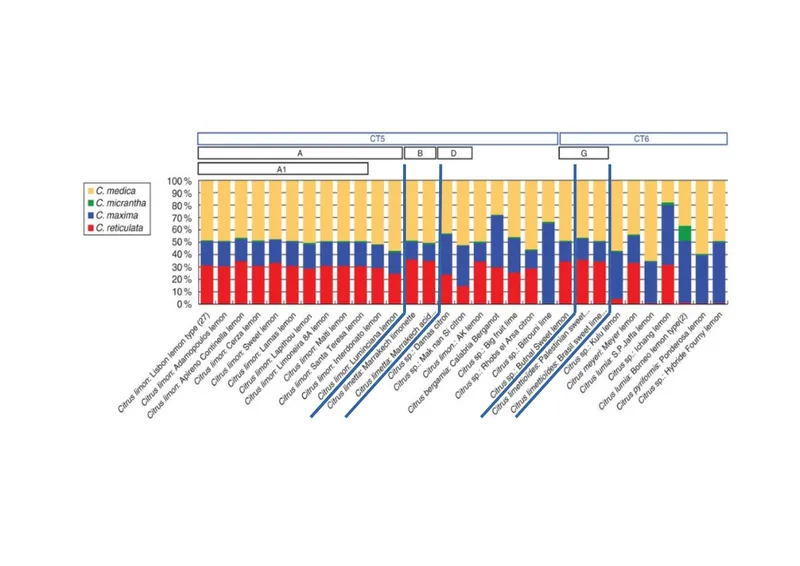 CT5 CT6
A B D G
A1
C. medica
C. micrantha
C. maxima
C. reticulata
100 %
90 %
80 %
70 %
60 %
50 %
40 %
30 %
20 %
10 %
0 %
Citrus limon: Lisbon lemon type (27)
Citrus limon: Adamopoulos lemon
Citrus limon: Apireno Continella lemon
Citrus limon: Cerza lemon
Citrus limon: Sweet lemon
Citrus limon: Lamas lemon
Citrus limon: Lapithou lemon
Citrus limon: Limoneira 8A lemon
Citrus limon: Malti lemon
Citrus limon: Santa Teresa lemon
Citrus limon: Interdonato lemon
Citrus limon: Luminciana lemon
Citrus limetta: Marrakech limonette
Citrus limetta: Marrakech acid
Citrus sp.: Damas citron
Citrus sp.: Mak nan Si citron
Citrus limon: AK lemon
Citrus bergamia: Calabria Bergamot
Citrus sp.: Big fruit lime
Citrus sp.: Rhobs el Arsa citron
Citrus sp.: Bitrouni lime
Citrus sp.: Butnal Sweet lemon
Citrus limettioides: Palestinian sweet...
Citrus limettioides: Brasil sweet lime...
Citrus sp.: Kulu lemon
Citrus meyeri: Meyer lemon
Citrus lumia: S P Jaffa lemon
Citrus sp.: Ichang lemon
Citrus lumia: Borneo lemon type(2)
Citrus pyriformis: Ponderosa lemon
Citrus sp.: Hybride Fourny lemon